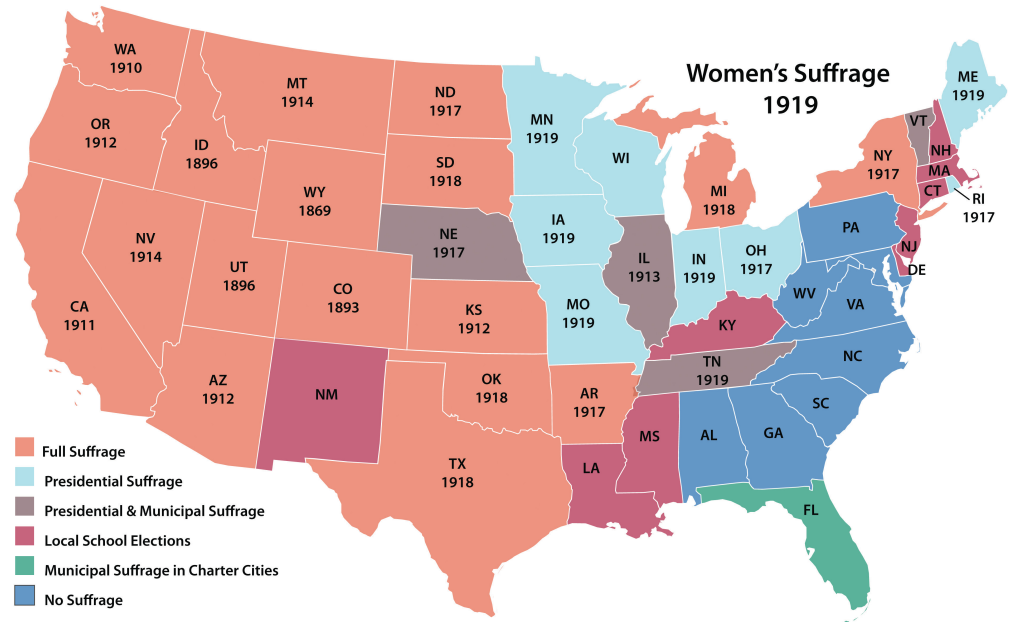 Women's Suffrage
1919
WA
1910
OR
1912
CA
1911
NV
1914
ID
1896
MT
1914
WY
1869
UT
1896
AZ
1912
CO
1893
NM
ND
1917
SD
1918
NE
1917
KS
1912
OK
1918
TX
1918
MN
1919
IA
1919
MO
1919
AR
1917
LA
WI
IL
1913
MI
1918
IN
1919
OH
1917
KY
TN
1919
MS
AL
GA
FL
SC
NC
VA
WV
PA
NY
1917
VT
NH
ME
1919
MA
CT
RI
1917
NJ
DE
Full Suffrage
Presidential Suffrage
Presidential & Municipal Suffrage
Local School Elections
Municipal Suffrage in Charter Cities
No Suffrage